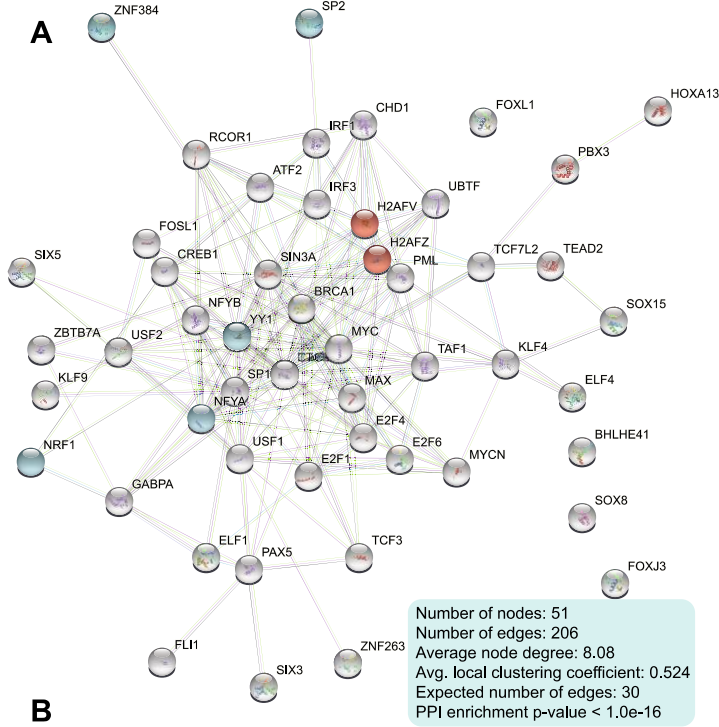 ZNF384
SP2
A
HOXA13
CHD1
FOXL1
IRF1
RCOR1
PBX3
ATF2
IRF3
UBTF
H2AFV
FOSL1
H2AFZ
SIX5
CREB1
SIN3A
PML
TCF7L2
TEAD2
BRCA1
NFYB
SOX15
YY1
ZBTB7A
USF2
MYC
TAF1
KLF4
SP1
KLF9
MAX
ELF4
NFYA
E2F4
NRF1
USF1
E2F6
BHLHE41
MYCN
E2F1
GABPA
SOX8
ELF1
TCF3
PAX5
FOXJ3
FLI1
ZNF263
SIX3
Number of nodes: 51
Number of edges: 206
Average node degree: 8.08
Avg. local clustering coefficient: 0.524
Expected number of edges: 30
PPI enrichment p-value < 1.0e-16
B